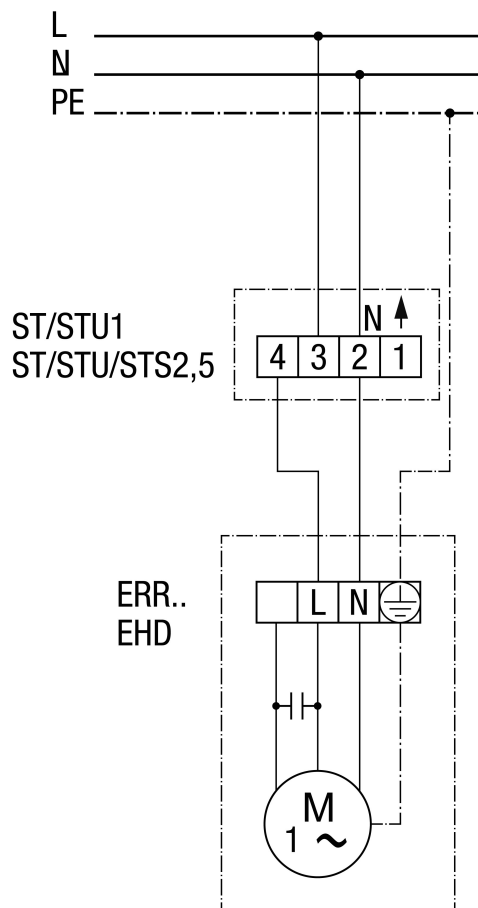 L
N
PE
ST/STU1
ST/STU/STS2,5
N
4 3 2 1
ERR..
EHD
L N
M
1 ~